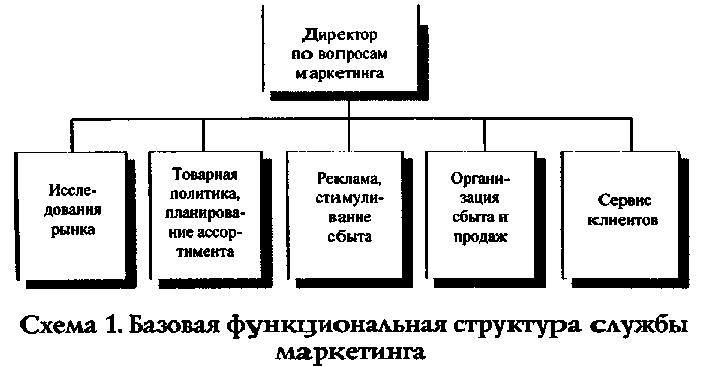 Директор
по вопросам
маркетинга
Иссле-
дования
рынка
Товарная
политика,
планирова-
ние ассор-
тимента
Реклама,
стимули-
вание
сбыта
Органи-
зация
сбыта и
продаж
Сервис
клиентов
Схема 1. Базовая функциональная структура службы
маркетинга